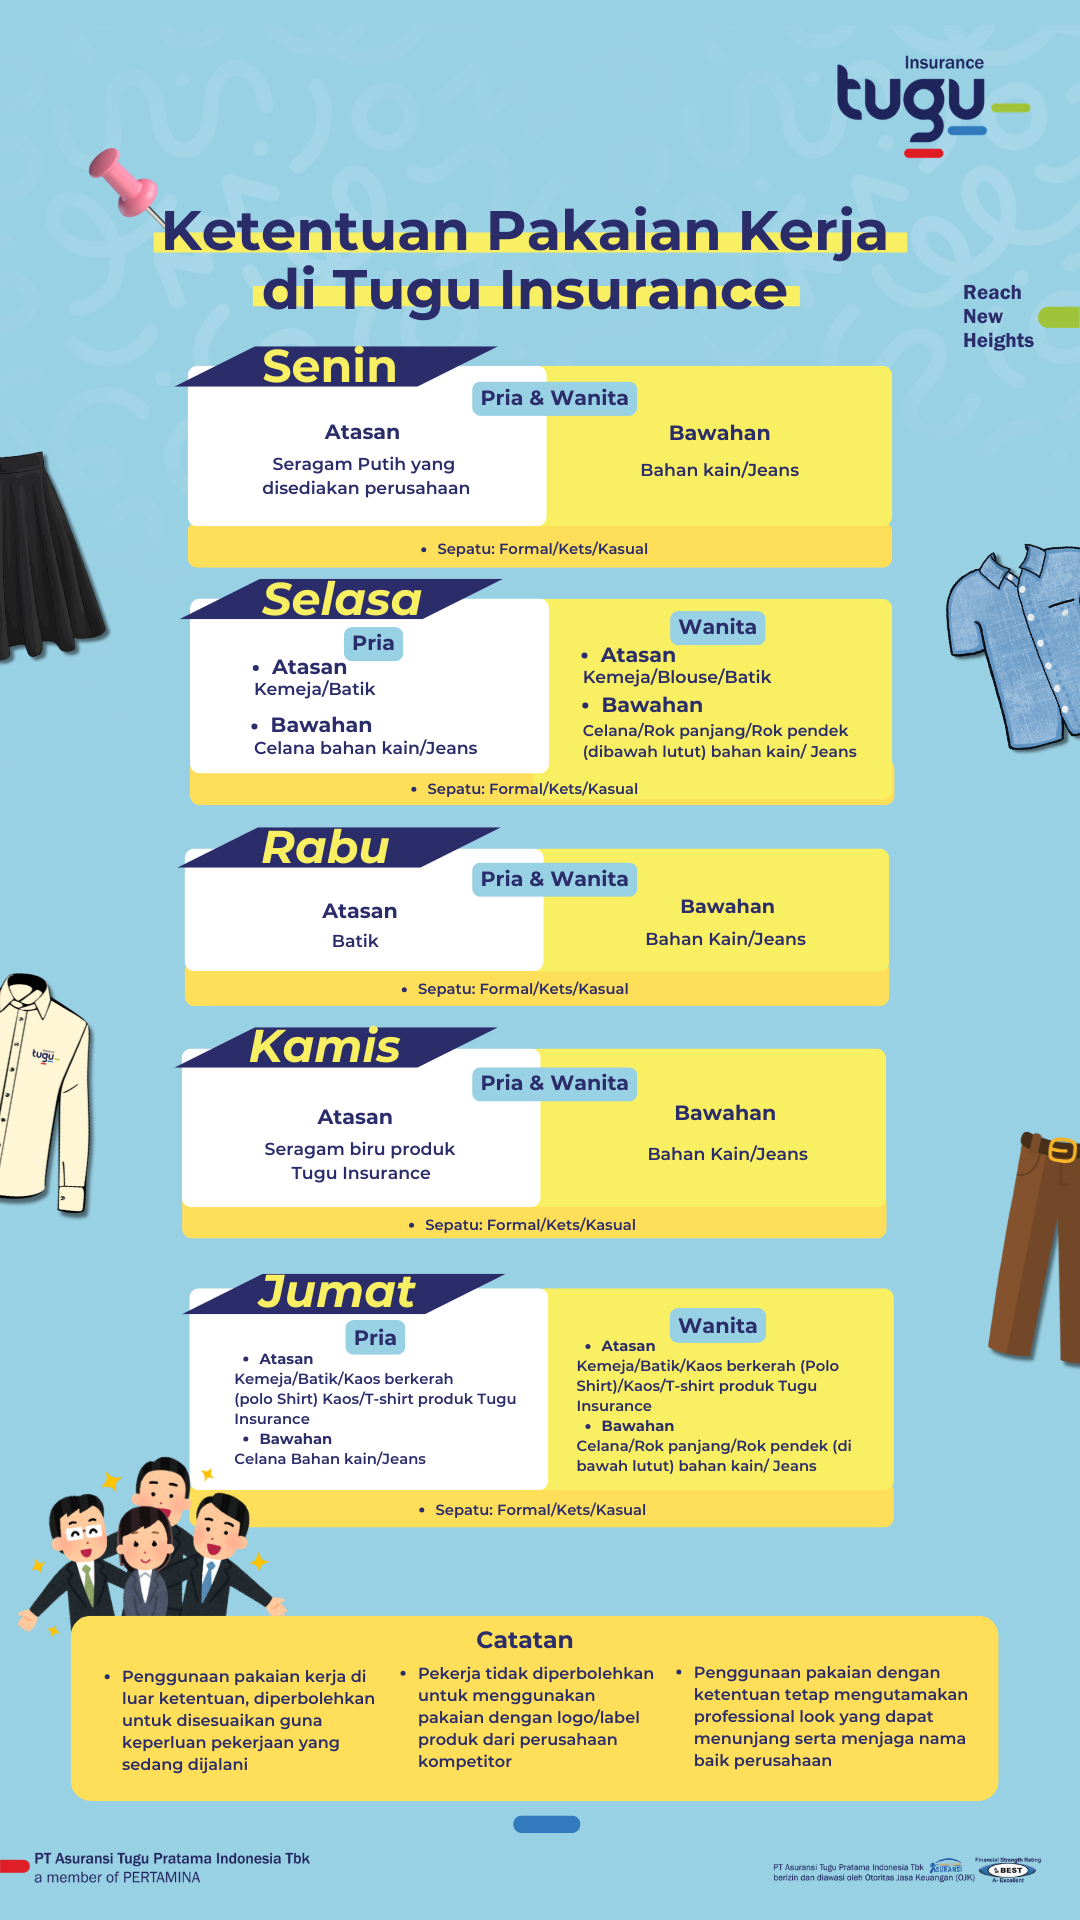 Insurance
tugu
Ketentuan Pakaian Kerja
di Tugu Insurance
Reach
New
Heights
Senin
Pria & Wanita
Atasan
Seragam Putih yang
disediakan perusahaan
Bawahan
Bahan kain/Jeans
• Sepatu: Formal/Kets/Kasual
Selasa
Pria
• Atasan
Kemeja/Batik
• Bawahan
Celana bahan kain/Jeans
Wanita
• Atasan
Kemeja/Blouse/Batik
• Bawahan
Celana/Rok panjang/Rok pendek
(dibawah lutut) bahan kain/ Jeans
• Sepatu: Formal/Kets/Kasual
Rabu
Pria & Wanita
Atasan
Batik
Bawahan
Bahan Kain/Jeans
• Sepatu: Formal/Kets/Kasual
tugu
Kamis
Pria & Wanita
Atasan
Seragam biru produk
Tugu Insurance
Bawahan
Bahan Kain/Jeans
• Sepatu: Formal/Kets/Kasual
Jumat
Pria
• Atasan
Kemeja/Batik/Kaos berkerah
(polo Shirt) Kaos/T-shirt produk Tugu
Insurance
• Bawahan
Celana Bahan kain/Jeans
Wanita
• Atasan
Kemeja/Batik/Kaos berkerah (Polo
Shirt)/Kaos/T-shirt produk Tugu
Insurance
• Bawahan
Celana/Rok panjang/Rok pendek (di
bawah lutut) bahan kain/ Jeans
• Sepatu: Formal/Kets/Kasual
Catatan
• Penggunaan pakaian kerja di
luar ketentuan, diperbolehkan
untuk disesuaikan guna
keperluan pekerjaan yang
sedang dijalani
• Pekerja tidak diperbolehkan
untuk menggunakan
pakaian dengan logo/label
produk dari perusahaan
kompetitor
• Penggunaan pakaian dengan
ketentuan tetap mengutamakan
professional look yang dapat
menunjang serta menjaga nama
baik perusahaan
PT Asuransi Tugu Pratama Indonesia Tbk
a member of PERTAMINA
PT Asuransi Tugu Pratama Indonesia Tbk
berizin dan diawasi oleh Otoritas Jasa Keuangan (OJK)
ASURANSI
Financial Strength Rating
BEST
A- Excellent